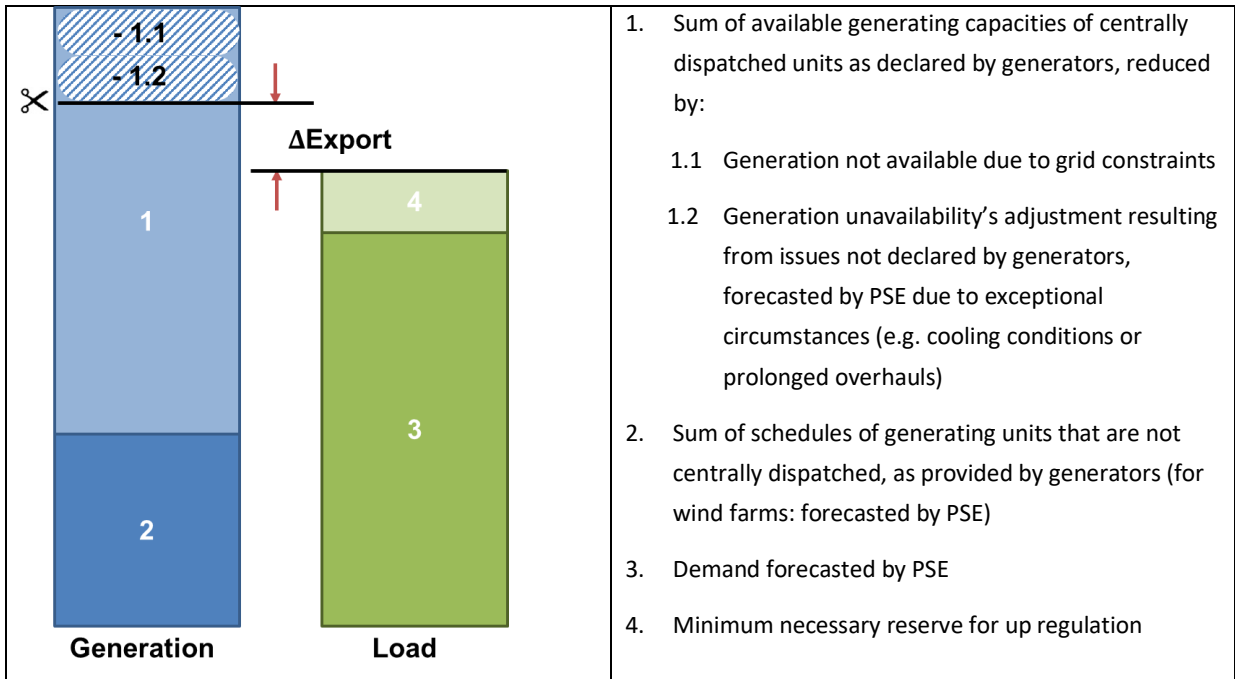 - 1.1
- 1.2
ΔExport
1
4
3
2
Generation
Load
1. Sum of available generating capacities of centrally
dispatched units as declared by generators, reduced
by:
1.1 Generation not available due to grid constraints
1.2 Generation unavailability’s adjustment resulting
from issues not declared by generators,
forecasted by PSE due to exceptional
circumstances (e.g. cooling conditions or
prolonged overhauls)
2. Sum of schedules of generating units that are not
centrally dispatched, as provided by generators (for
wind farms: forecasted by PSE)
3. Demand forecasted by PSE
4. Minimum necessary reserve for up regulation